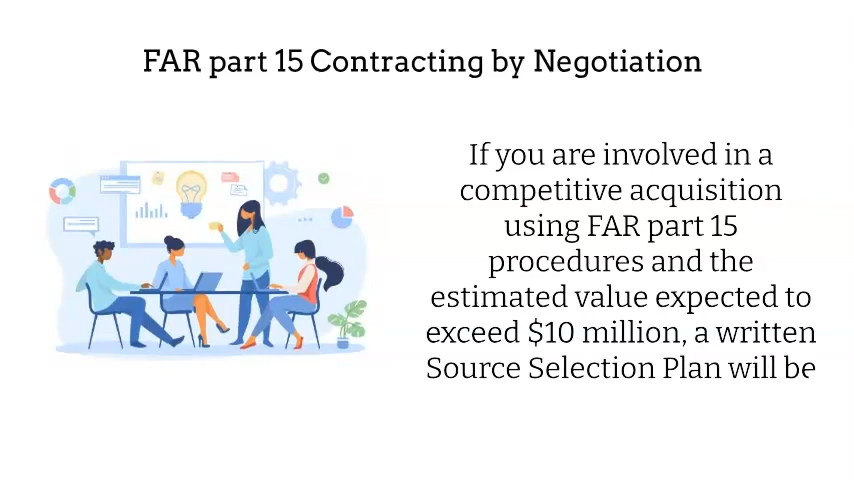 FAR part 15 Contracting by Negotiation
If you are involved in a
competitive acquisition
using FAR part 15
procedures and the
estimated value expected to
exceed $10 million, a written
Source Selection Plan will be